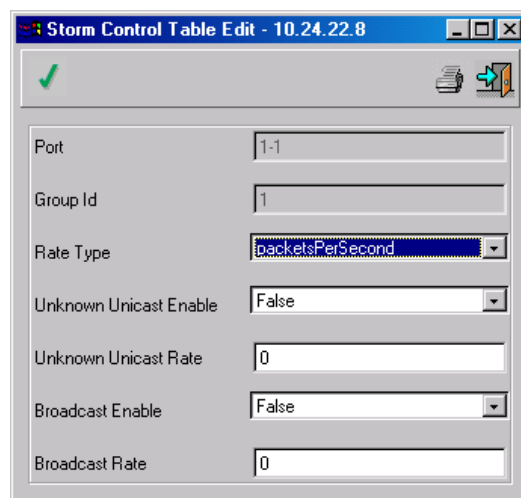 Storm Control Table Edit - 10.24.22.8
Port 1-1
Group Id 1
Rate Type packetsPerSecond
Unknown Unicast Enable False
Unknown Unicast Rate 0
Broadcast Enable False
Broadcast Rate 0